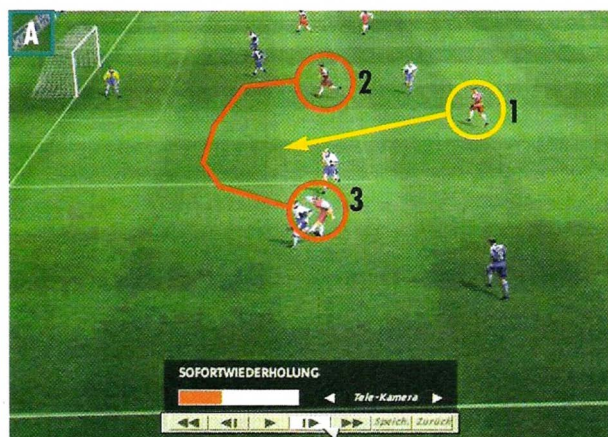 A
2
1
3
SOFORTWIEDERHOLUNG
Tele-Kamera
Speich. Zurück